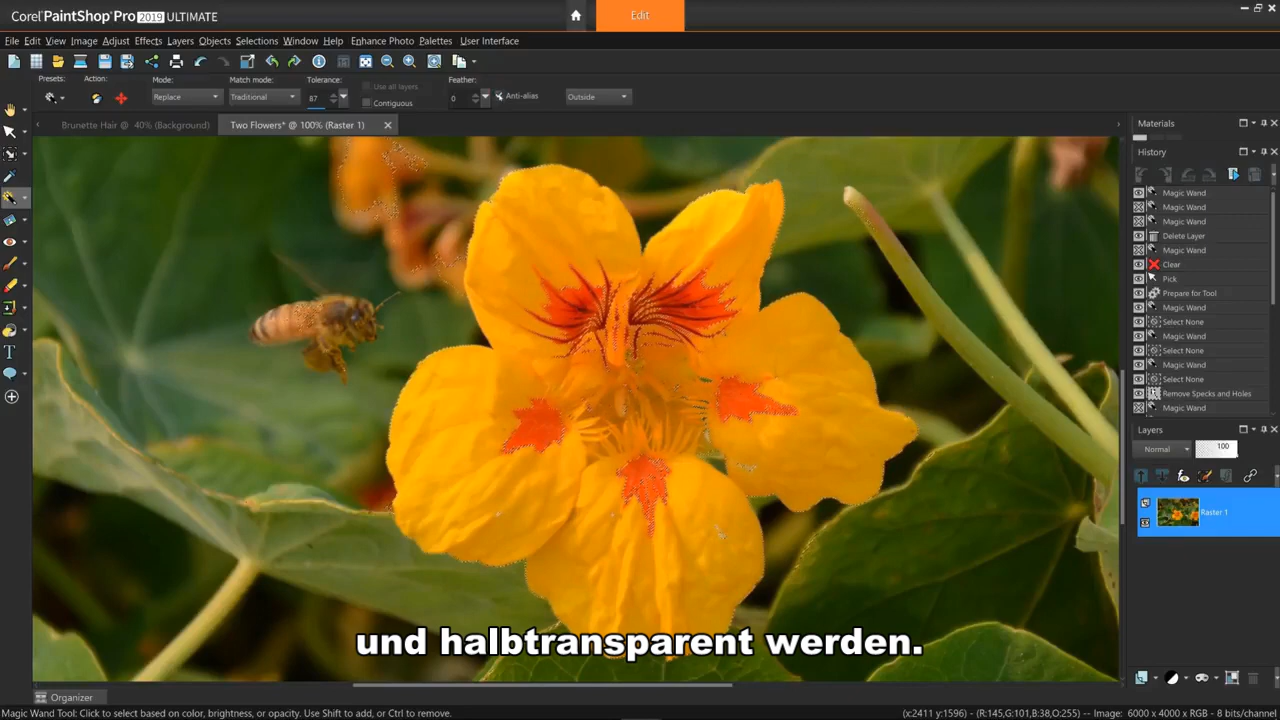 Corel PaintShop Pro 2019 ULTIMATE
Edit
File Edit View Image Adjust Effects Layers Objects Selections Window Help Enhance Photo Palettes User Interface
Presets: Action: Mode: Match mode: Tolerance: Feather:
Replace Traditional 87 Use all layers 0 Anti-alias Outside
Contiguous
Brunette Hair @ 40% (Background) Two Flowers* @ 100% (Raster 1)
Materials
History
Magic Wand
Magic Wand
Magic Wand
Delete Layer
Magic Wand
Clear
Pick
Prepare for Tool
Magic Wand
Select None
Magic Wand
Select None
Magic Wand
Select None
Remove Specks and Holes
Magic Wand
Layers
Normal 100
Raster 1
und halbtransparent werden.
Organizer
Magic Wand Tool: Click to select based on color, brightness, or opacity. Use Shift to add, or Ctrl to remove. (x:2411 y:1596) - (R:145,G:101,B:38,O:255) -- Image: 6000 x 4000 x RGB - 8 bits/channel